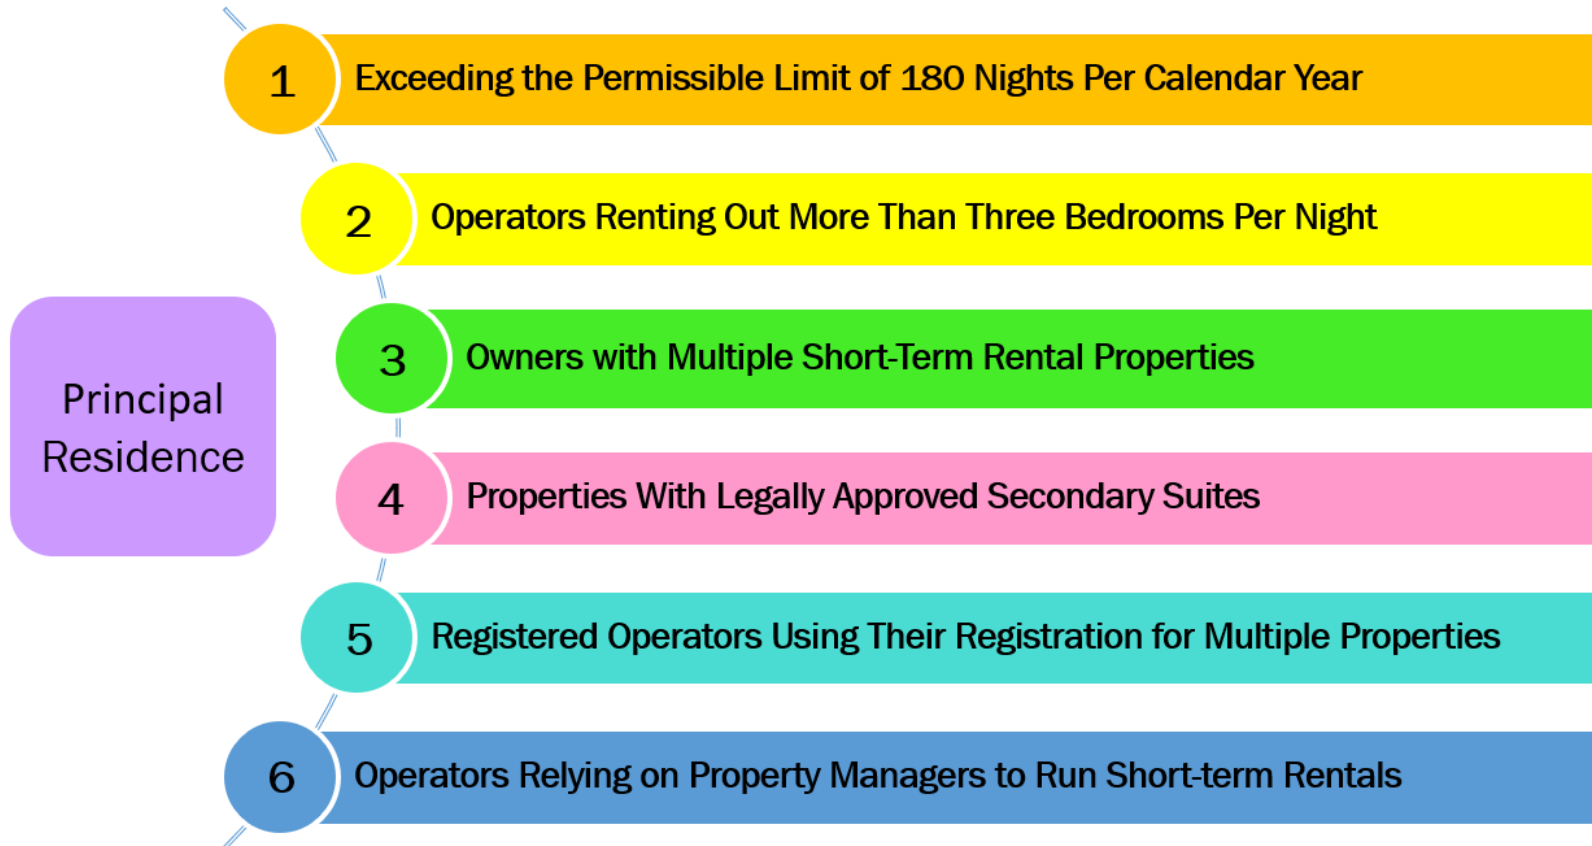 1
Exceeding the Permissible Limit of 180 Nights Per Calendar Year
2
Operators Renting Out More Than Three Bedrooms Per Night
3
Owners with Multiple Short-Term Rental Properties
Principal
Residence
4
Properties With Legally Approved Secondary Suites
5
Registered Operators Using Their Registration for Multiple Properties
6
Operators Relying on Property Managers to Run Short-term Rentals